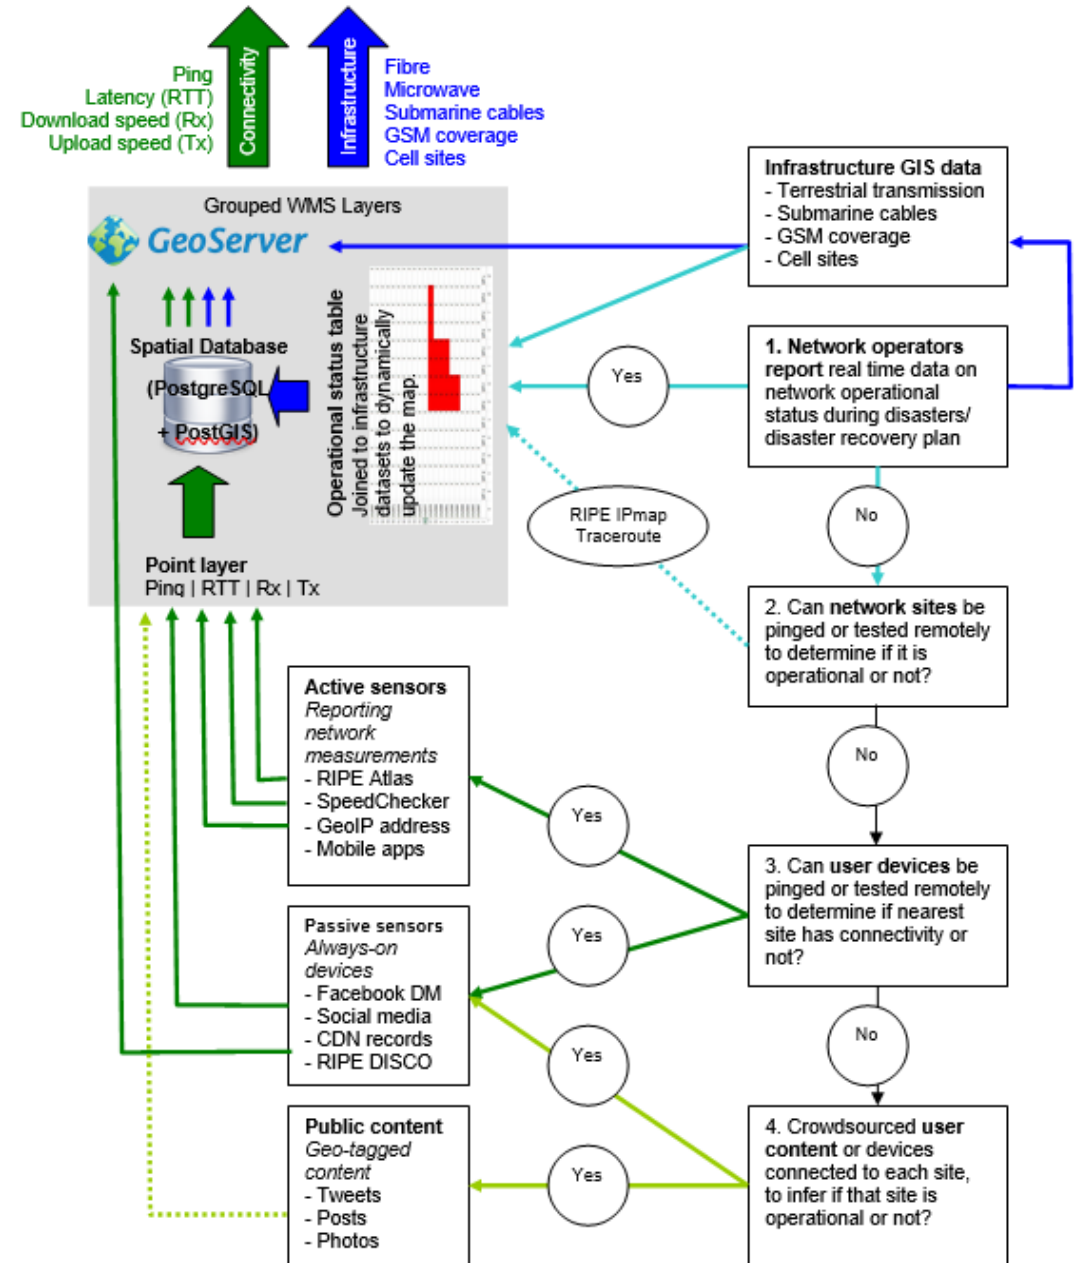 Ping
Latency (RTT)
Download speed (Rx)
Upload speed (Tx)
Connectivity
Infrastructure
Fibre
Microwave
Submarine cables
GSM coverage
Cell sites
Grouped WMS Layers
GeoServer
Spatial Database
(PostgreSQL
+ PostGIS)
Operational status table
Joined to infrastructure
datasets to dynamically
update the map.
Point layer
Ping | RTT | Rx | Tx
Infrastructure GIS data
- Terrestrial transmission
- Submarine cables
- GSM coverage
- Cell sites
1. Network operators
report real time data on
network operational
status during disasters/
disaster recovery plan
Yes
No
RIPE IPmap
Traceroute
2. Can network sites be
pinged or tested remotely
to determine if it is
operational or not?
No
Active sensors
Reporting
network
measurements
- RIPE Atlas
- SpeedChecker
- GeoIP address
- Mobile apps
Yes
3. Can user devices be
pinged or tested remotely
to determine if nearest
site has connectivity or
not?
Yes
Passive sensors
Always-on
devices
- Facebook DM
- Social media
- CDN records
- RIPE DISCO
No
Yes
4. Crowdsourced user
content or devices
connected to each site,
to infer if that site is
operational or not?
Yes
Public content
Geo-tagged
content
- Tweets
- Posts
- Photos